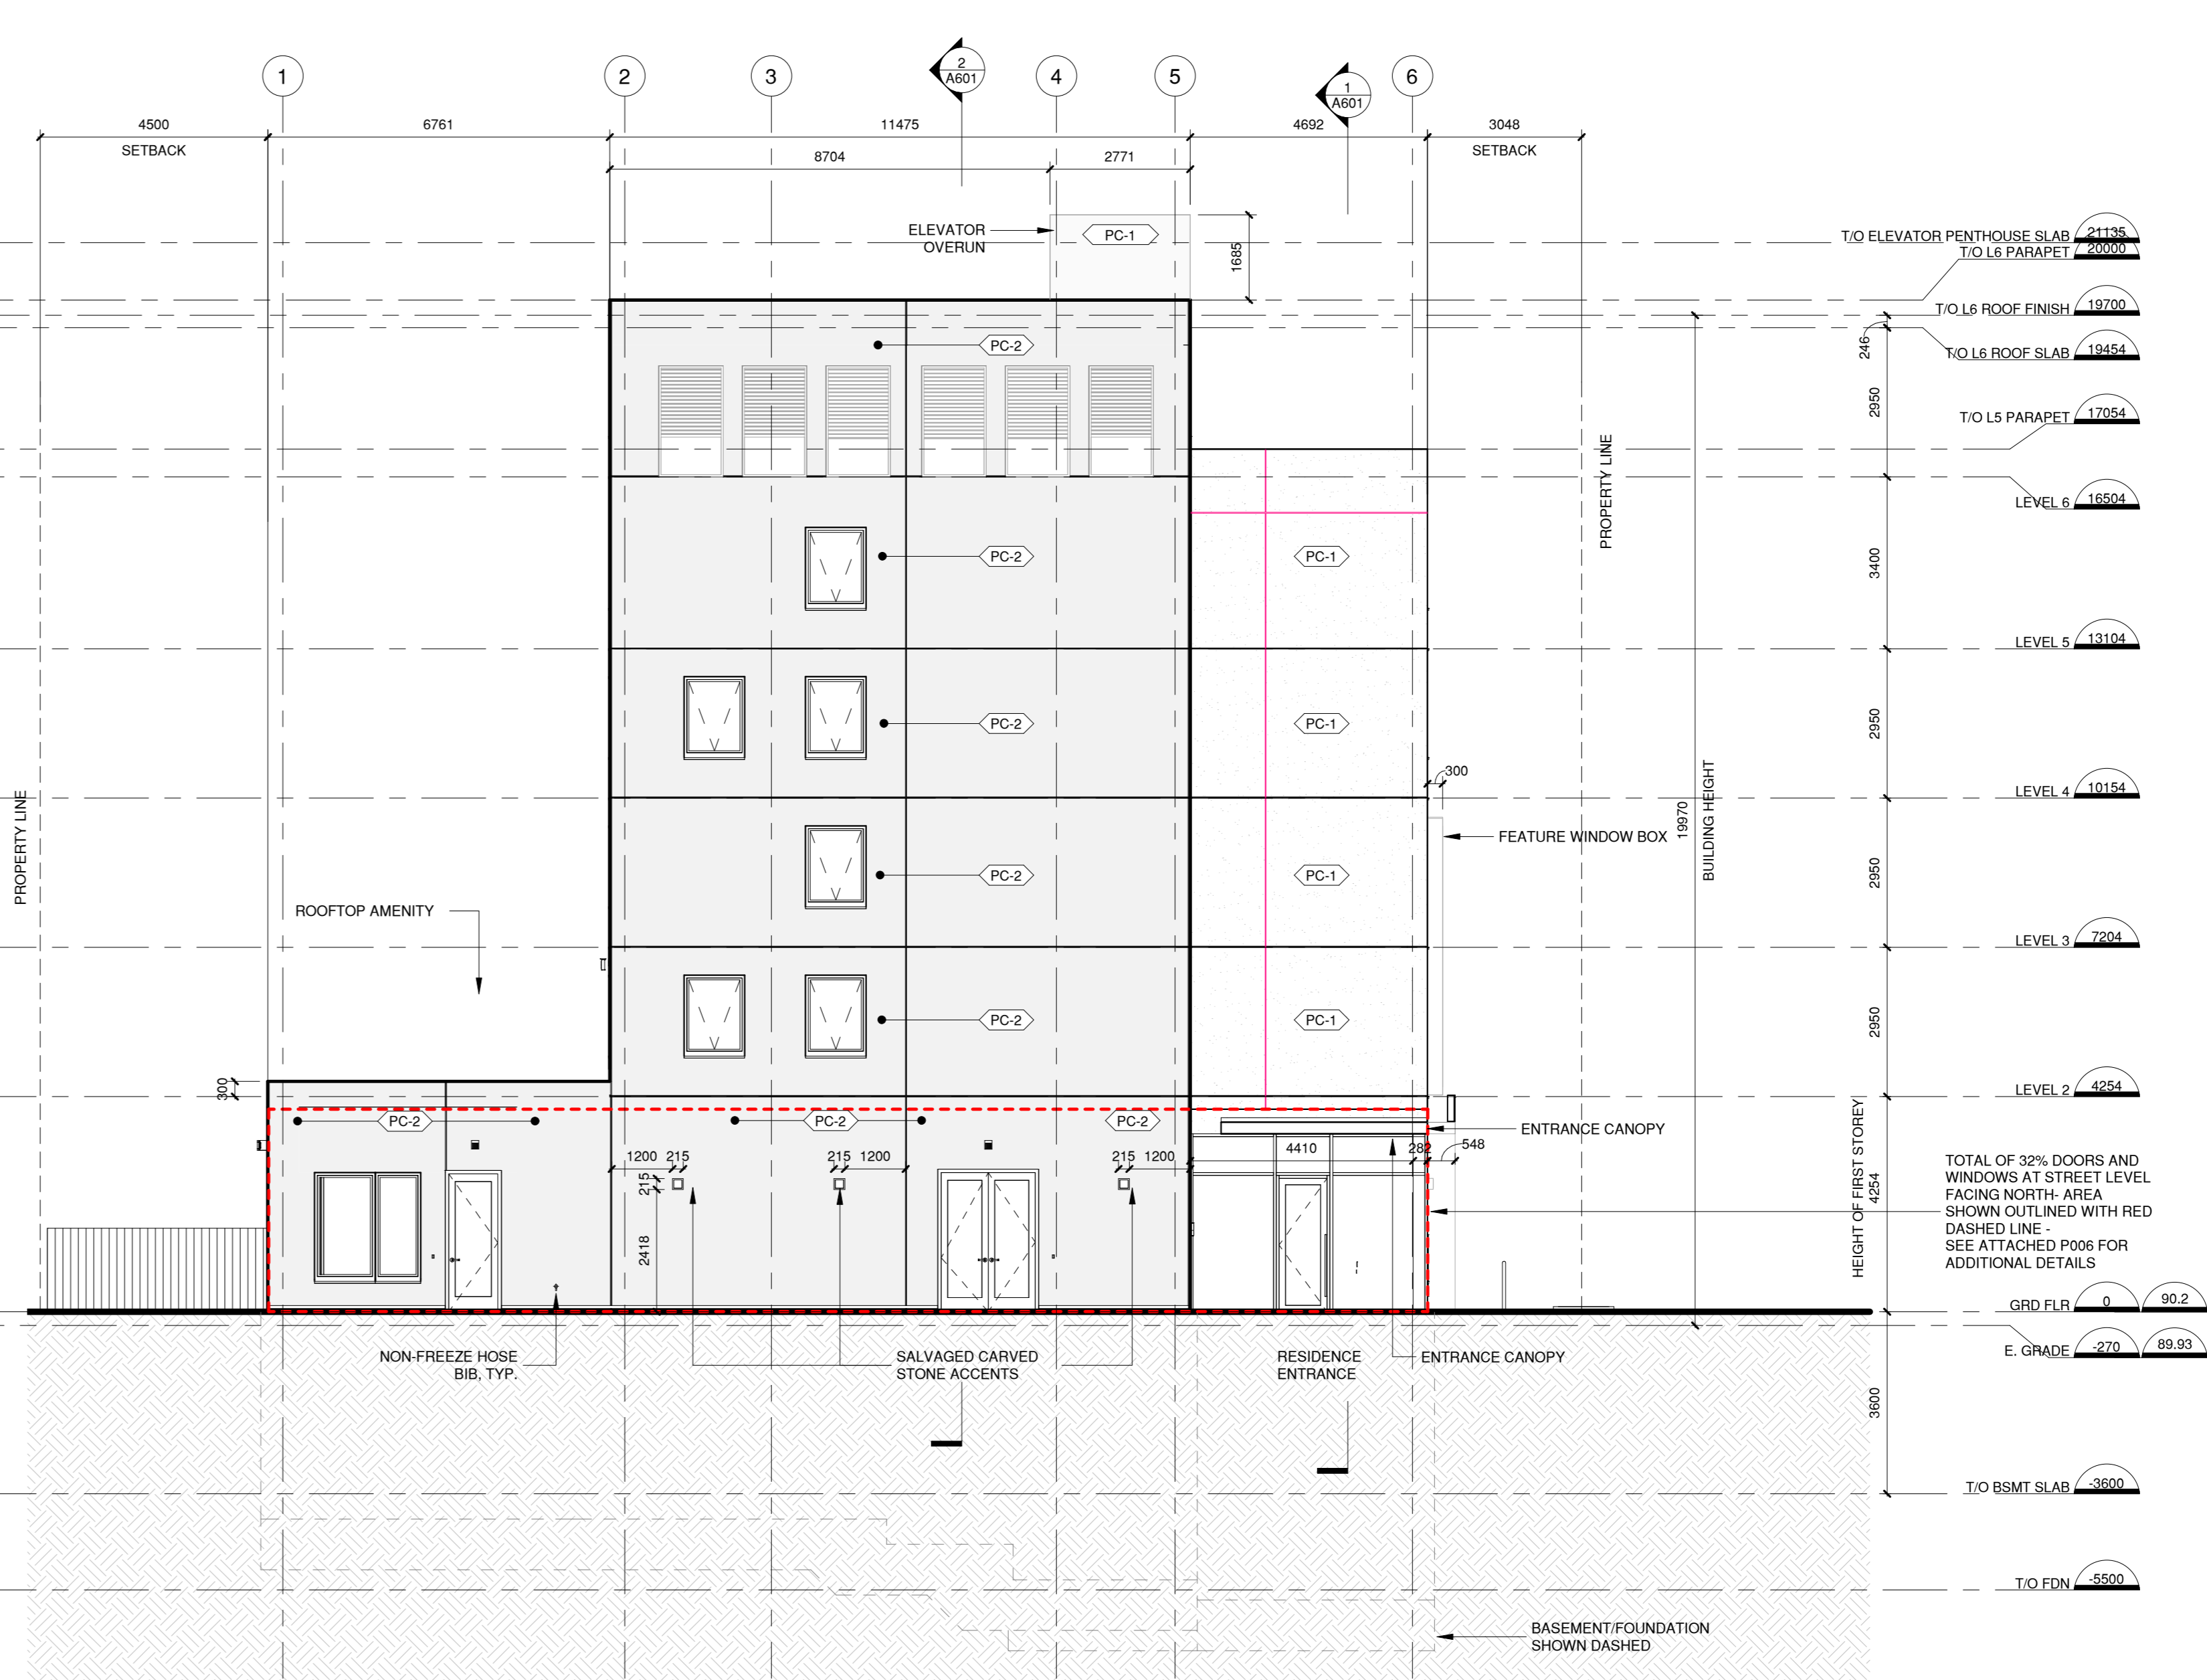 1
2
3
2
A601
4
5
1
A601
6
4500
6761
11475
4692
3048
SETBACK
SETBACK
8704
2771
ELEVATOR
OVERUN
PC-1
1685
T/O ELEVATOR PENTHOUSE SLAB 21135
T/O L6 PARAPET 20000
T/O L6 ROOF FINISH 19700
246
T/O L6 ROOF SLAB 19454
PC-2
2950
T/O L5 PARAPET 17054
PROPERTY LINE
LEVEL 6 16504
PC-2
PC-1
3400
LEVEL 5 13104
PC-2
PC-1
2950
300
LEVEL 4 10154
PROPERTY LINE
19970
BUILDING HEIGHT
FEATURE WINDOW BOX
PC-2
PC-1
2950
ROOFTOP AMENITY
LEVEL 3 7204
PC-2
PC-1
2950
300
LEVEL 2 4254
PC-2
PC-2
PC-2
ENTRANCE CANOPY
1200
215
215
1200
215
1200
4410
282
548
215
2418
HEIGHT OF FIRST STOREY
4254
TOTAL OF 32% DOORS AND
WINDOWS AT STREET LEVEL
FACING NORTH- AREA
SHOWN OUTLINED WITH RED
DASHED LINE -
SEE ATTACHED P006 FOR
ADDITIONAL DETAILS
GRD FLR 0 90.2
E. GRADE -270 89.93
NON-FREEZE HOSE
BIB, TYP.
SALVAGED CARVED
STONE ACCENTS
RESIDENCE
ENTRANCE
ENTRANCE CANOPY
3600
T/O BSMT SLAB -3600
T/O FDN -5500
BASEMENT/FOUNDATION
SHOWN DASHED